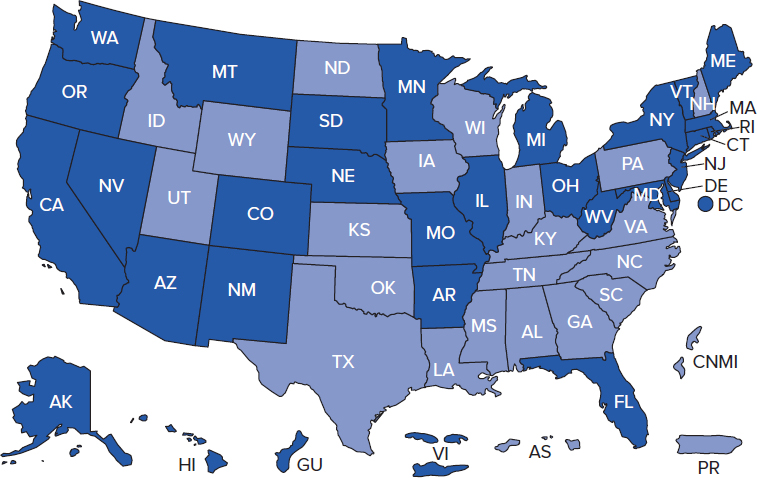 WA
MT
ND
MN
ME
VT
NH
OR
ID
SD
WI
MI
NY
MA
RI
CT
WY
IA
PA
NJ
NE
NV
UT
CO
IL
IN
OH
MD
DE
DC
CA
KS
MO
WV
VA
KY
NC
TN
AZ
NM
OK
AR
SC
MS
AL
GA
TX
LA
CNMI
AK
FL
HI
GU
VI
AS
PR